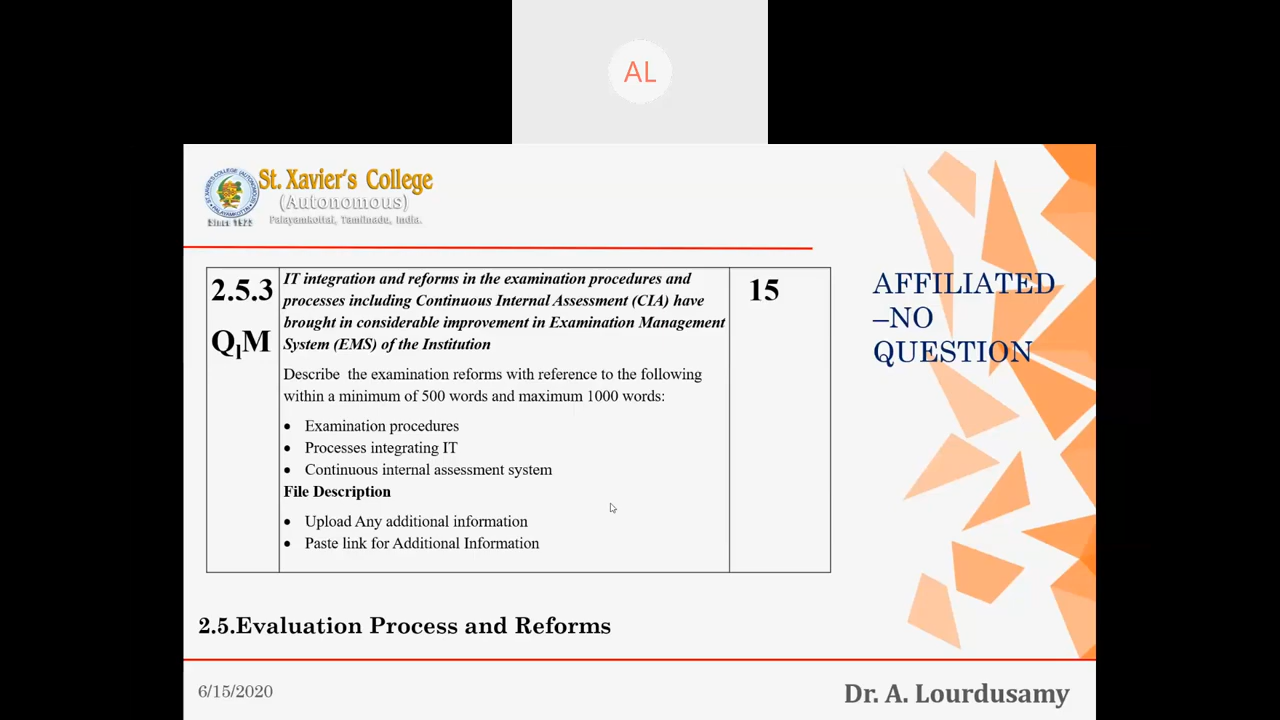 AL
St. Xavier's College
(Autonomous)
Palayamkottai, Tamilnadu, India.
Since 1923
2.5.3
QlM
IT integration and reforms in the examination procedures and
processes including Continuous Internal Assessment (CIA) have
brought in considerable improvement in Examination Management
System (EMS) of the Institution
15
Describe the examination reforms with reference to the following
within a minimum of 500 words and maximum 1000 words:
• Examination procedures
• Processes integrating IT
• Continuous internal assessment system
File Description
• Upload Any additional information
• Paste link for Additional Information
AFFILIATED
–NO
QUESTION
2.5.Evaluation Process and Reforms
6/15/2020
Dr. A. Lourdusamy